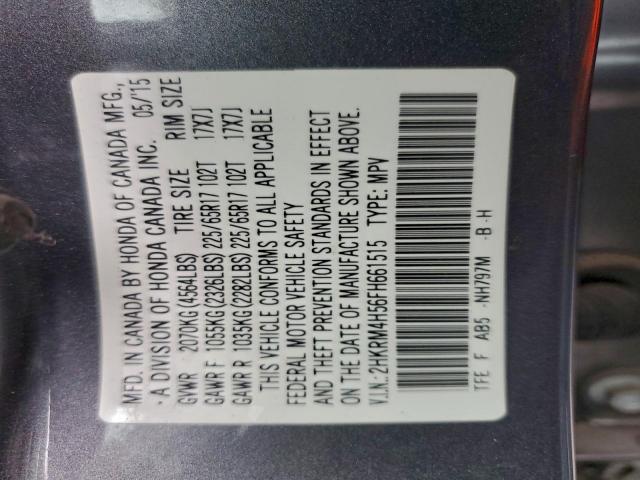 MFD. IN CANADA BY HONDA OF CANADA MFG.,
· A DIVISION OF HONDA CANADA INC. 05/'15
GVWR 2070KG(4564LBS) TIRE SIZE RIM SIZE
GAWR F 1055KG(2326LBS)225/65R17 102T 17X7J
GAWR R 1035KG(2282LBS)225/65R17 102T 17X7J
THIS VEHICLE CONFORMS TO ALL APPLICABLE
FEDERAL MOTOR VEHICLE SAFETY
AND THEFT PREVENTION STANDARDS IN EFFECT
ON THE DATE OF MANUFACTURE SHOWN ABOVE.
V.I.N.:2HKRM4H56FH661515 TYPE: MPV
TFE F AB5 -NH797M -B -H